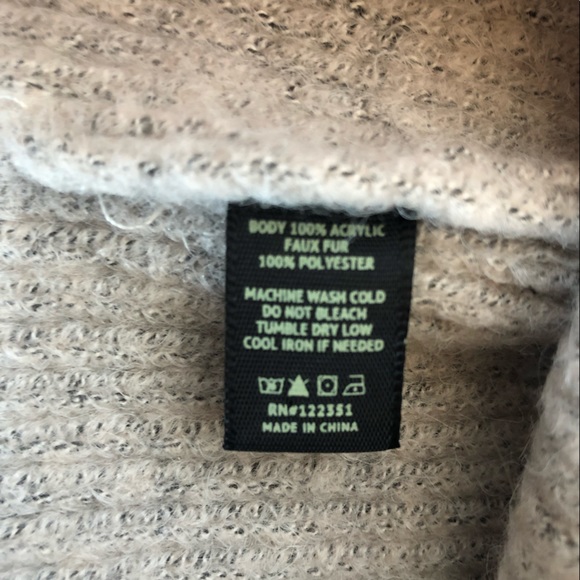 BODY 100% ACRYLIC
FAUX FUR
100% POLYESTER
MACHINE WASH COLD
DO NOT BLEACH
TUMBLE DRY LOW
COOL IRON IF NEEDED
RN#122351
MADE IN CHINA